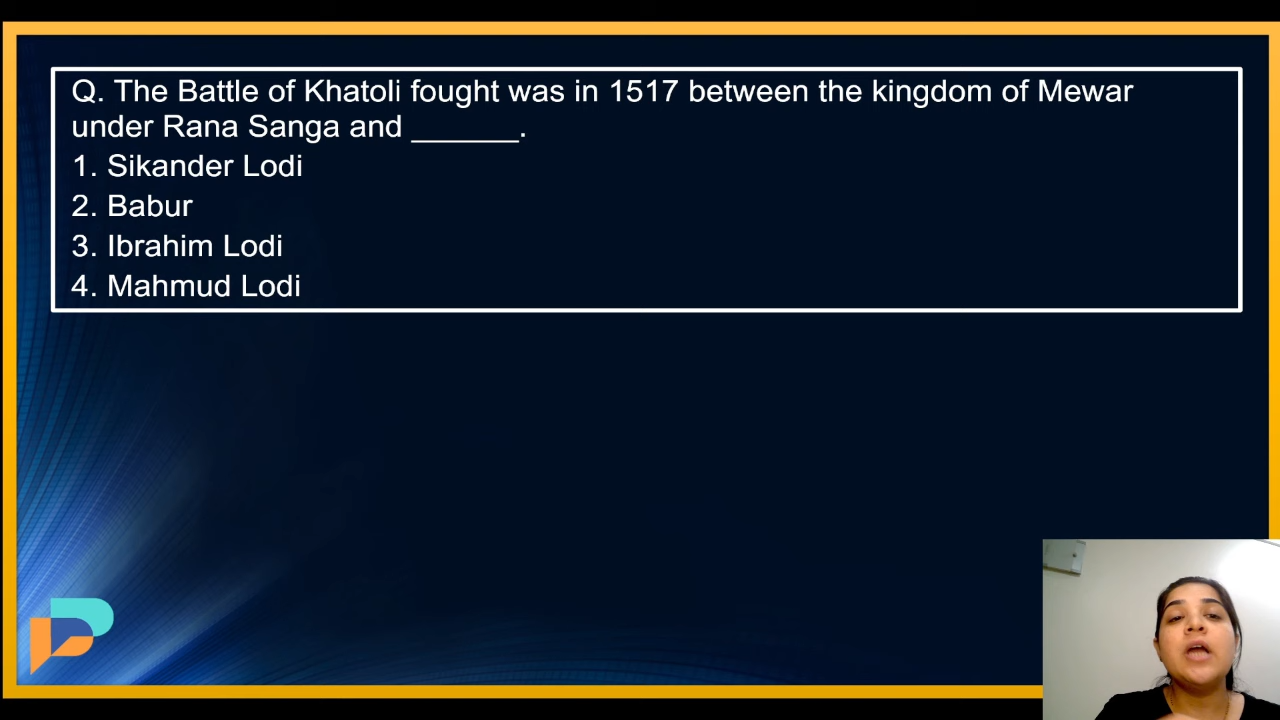 Q. The Battle of Khatoli fought was in 1517 between the kingdom of Mewar
under Rana Sanga and ______.
1. Sikander Lodi
2. Babur
3. Ibrahim Lodi
4. Mahmud Lodi